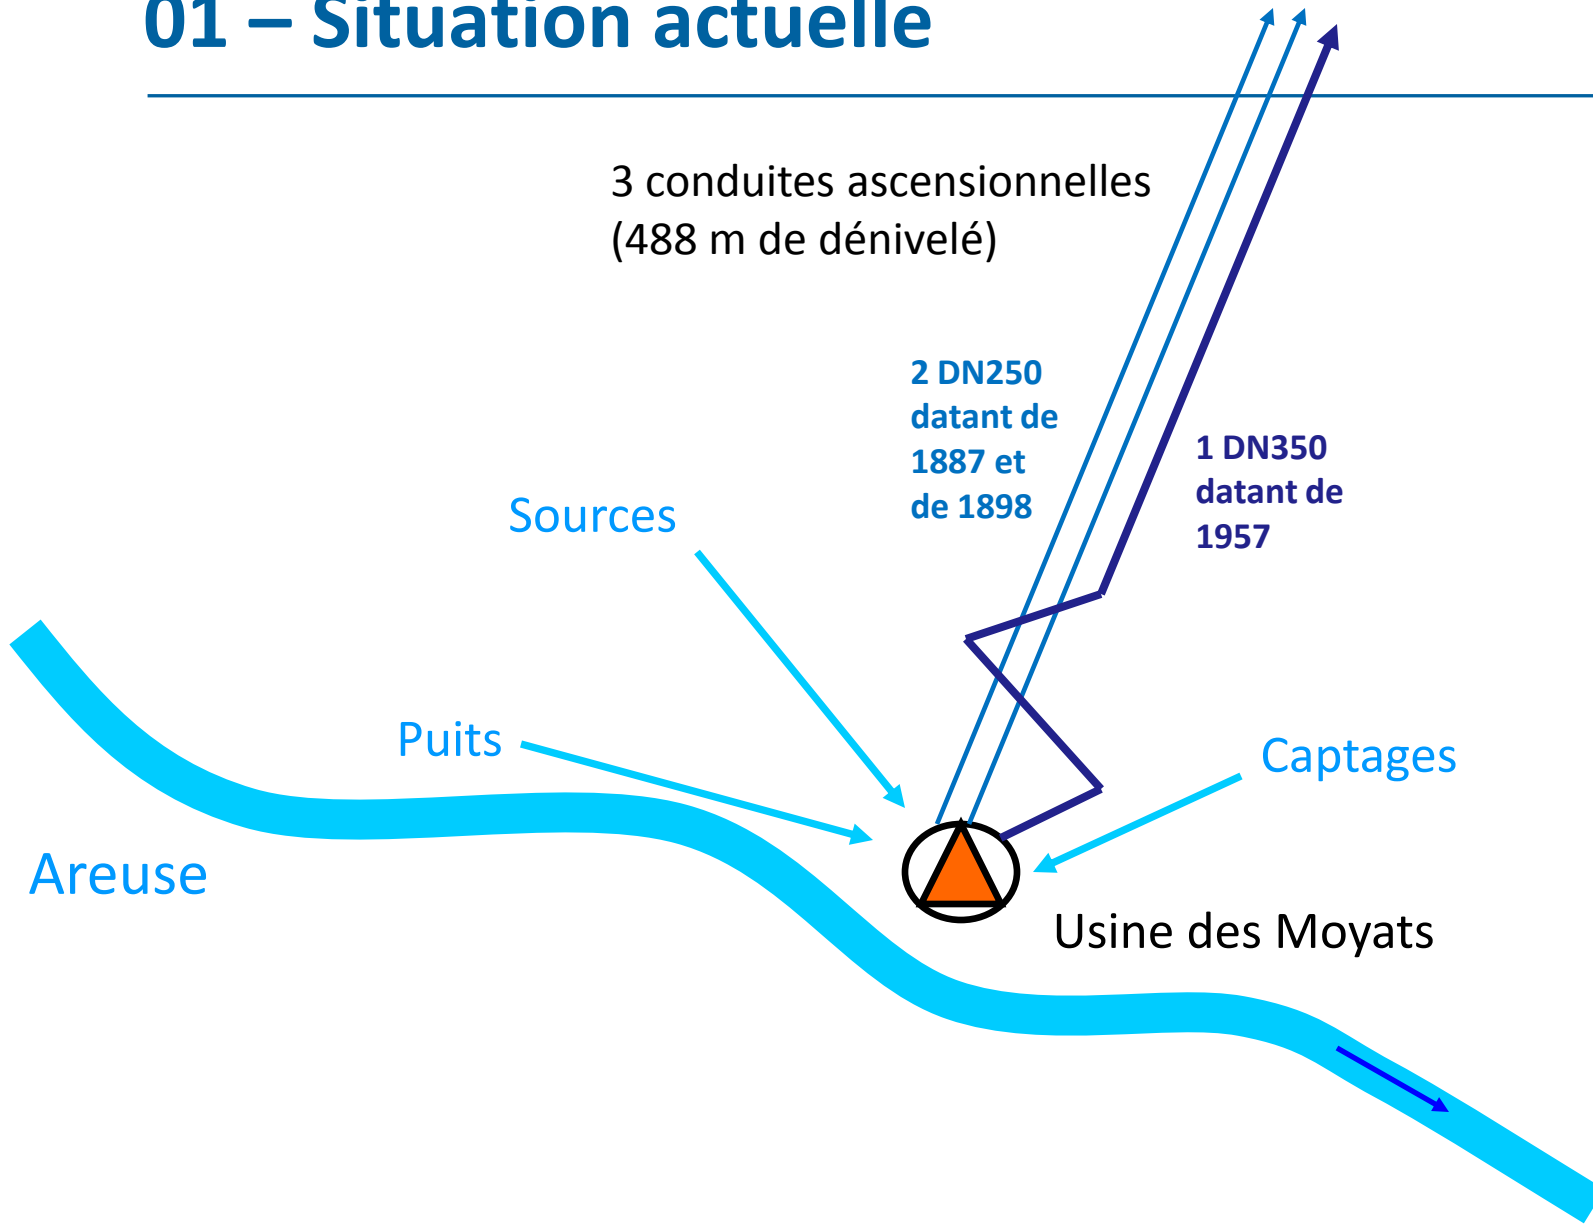 01 – Situation actuelle
3 conduites ascensionnelles
(488 m de dénivelé)
2 DN250
datant de
1887 et
de 1898
1 DN350
datant de
1957
Sources
Puits
Captages
Areuse
Usine des Moyats